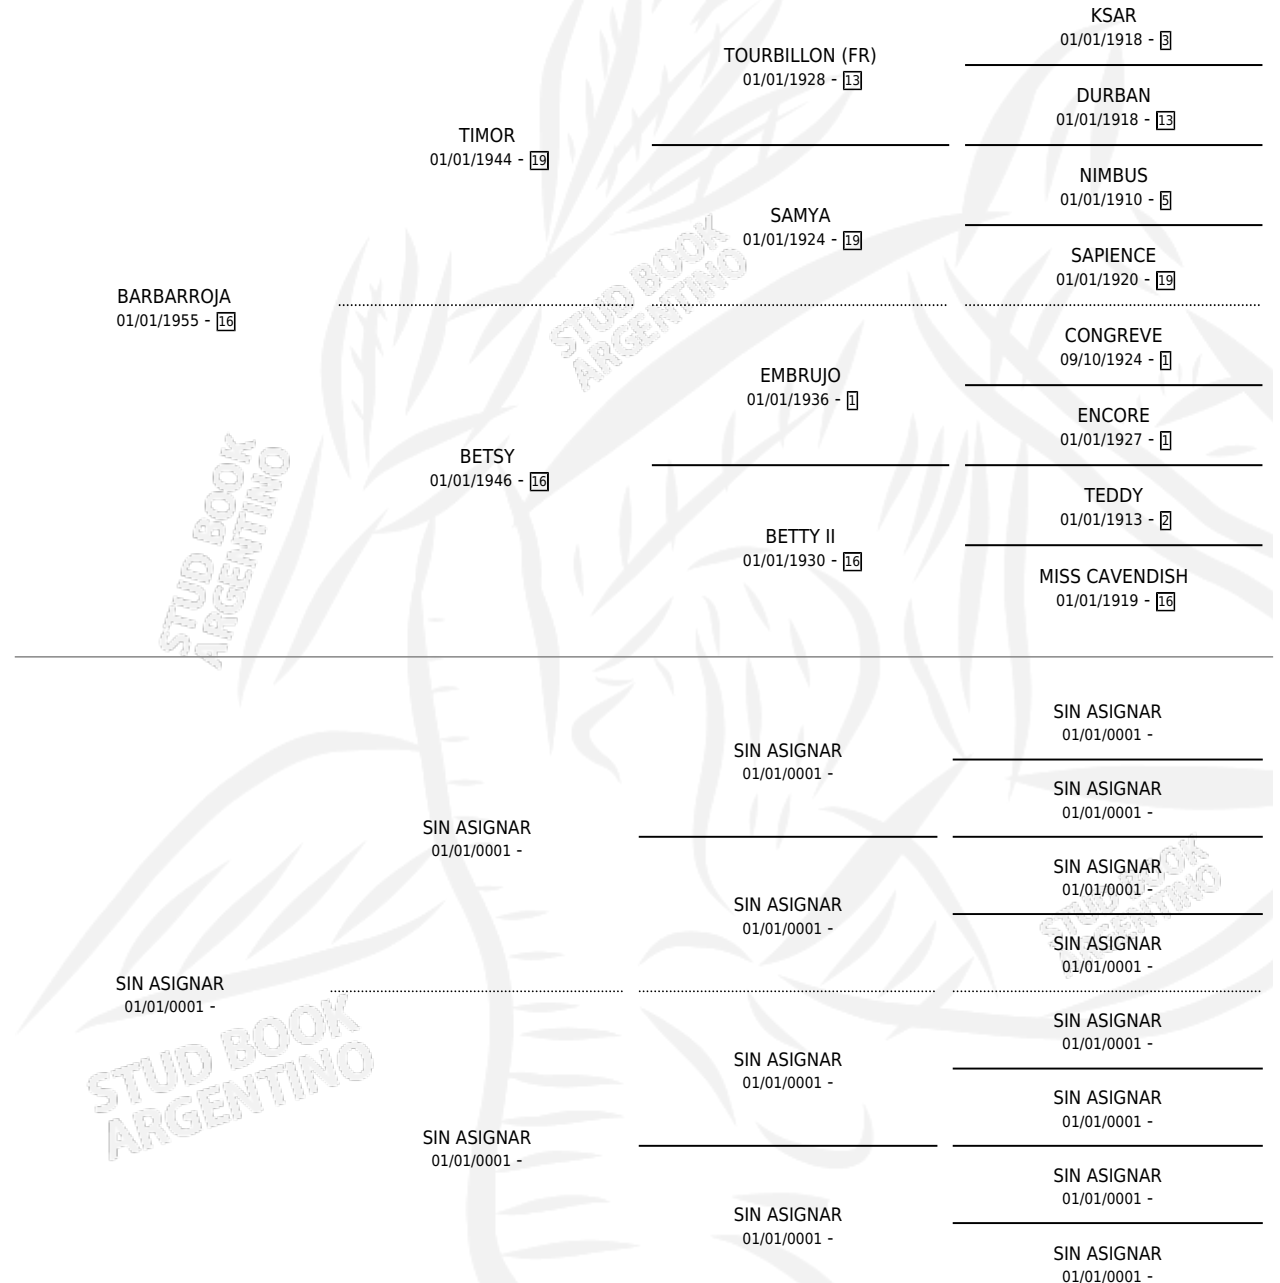 KSAR
01/01/1918 - 3
TOURBILLON (FR)
01/01/1928 - 13
DURBAN
01/01/1918 - 13
TIMOR
01/01/1944 - 19
NIMBUS
01/01/1910 - 5
SAMYA
01/01/1924 - 19
SAPIENCE
01/01/1920 - 19
BARBARROJA
01/01/1955 - 16
CONGREVE
09/10/1924 - 1
EMBRUJO
01/01/1936 - 1
ENCORE
01/01/1927 - 1
BETSY
01/01/1946 - 16
TEDDY
01/01/1913 - 2
BETTY II
01/01/1930 - 16
MISS CAVENDISH
01/01/1919 - 16
SIN ASIGNAR
01/01/0001 -
SIN ASIGNAR
01/01/0001 -
SIN ASIGNAR
01/01/0001 -
SIN ASIGNAR
01/01/0001 -
SIN ASIGNAR
01/01/0001 -
SIN ASIGNAR
01/01/0001 -
SIN ASIGNAR
01/01/0001 -
SIN ASIGNAR
01/01/0001 -
SIN ASIGNAR
01/01/0001 -
SIN ASIGNAR
01/01/0001 -
SIN ASIGNAR
01/01/0001 -
SIN ASIGNAR
01/01/0001 -
SIN ASIGNAR
01/01/0001 -
SIN ASIGNAR
01/01/0001 -
SIN ASIGNAR
01/01/0001 -
STUD BOOK
ARGENTINO
STUD BOOK
ARGENTINO
STUD BOOK
ARGENTINO
STUD BOOK
ARGENTINO